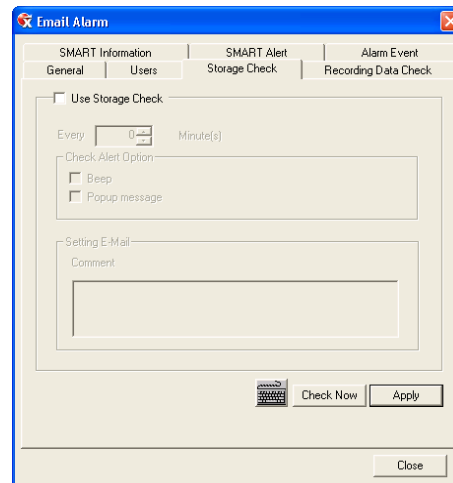 Email Alarm
SMART Information SMART Alert Alarm Event
General Users Storage Check Recording Data Check
Use Storage Check
Every 0 Minute(s)
Check Alert Option
Beep
Popup message
Setting E-Mail
Comment
Check Now Apply
Close